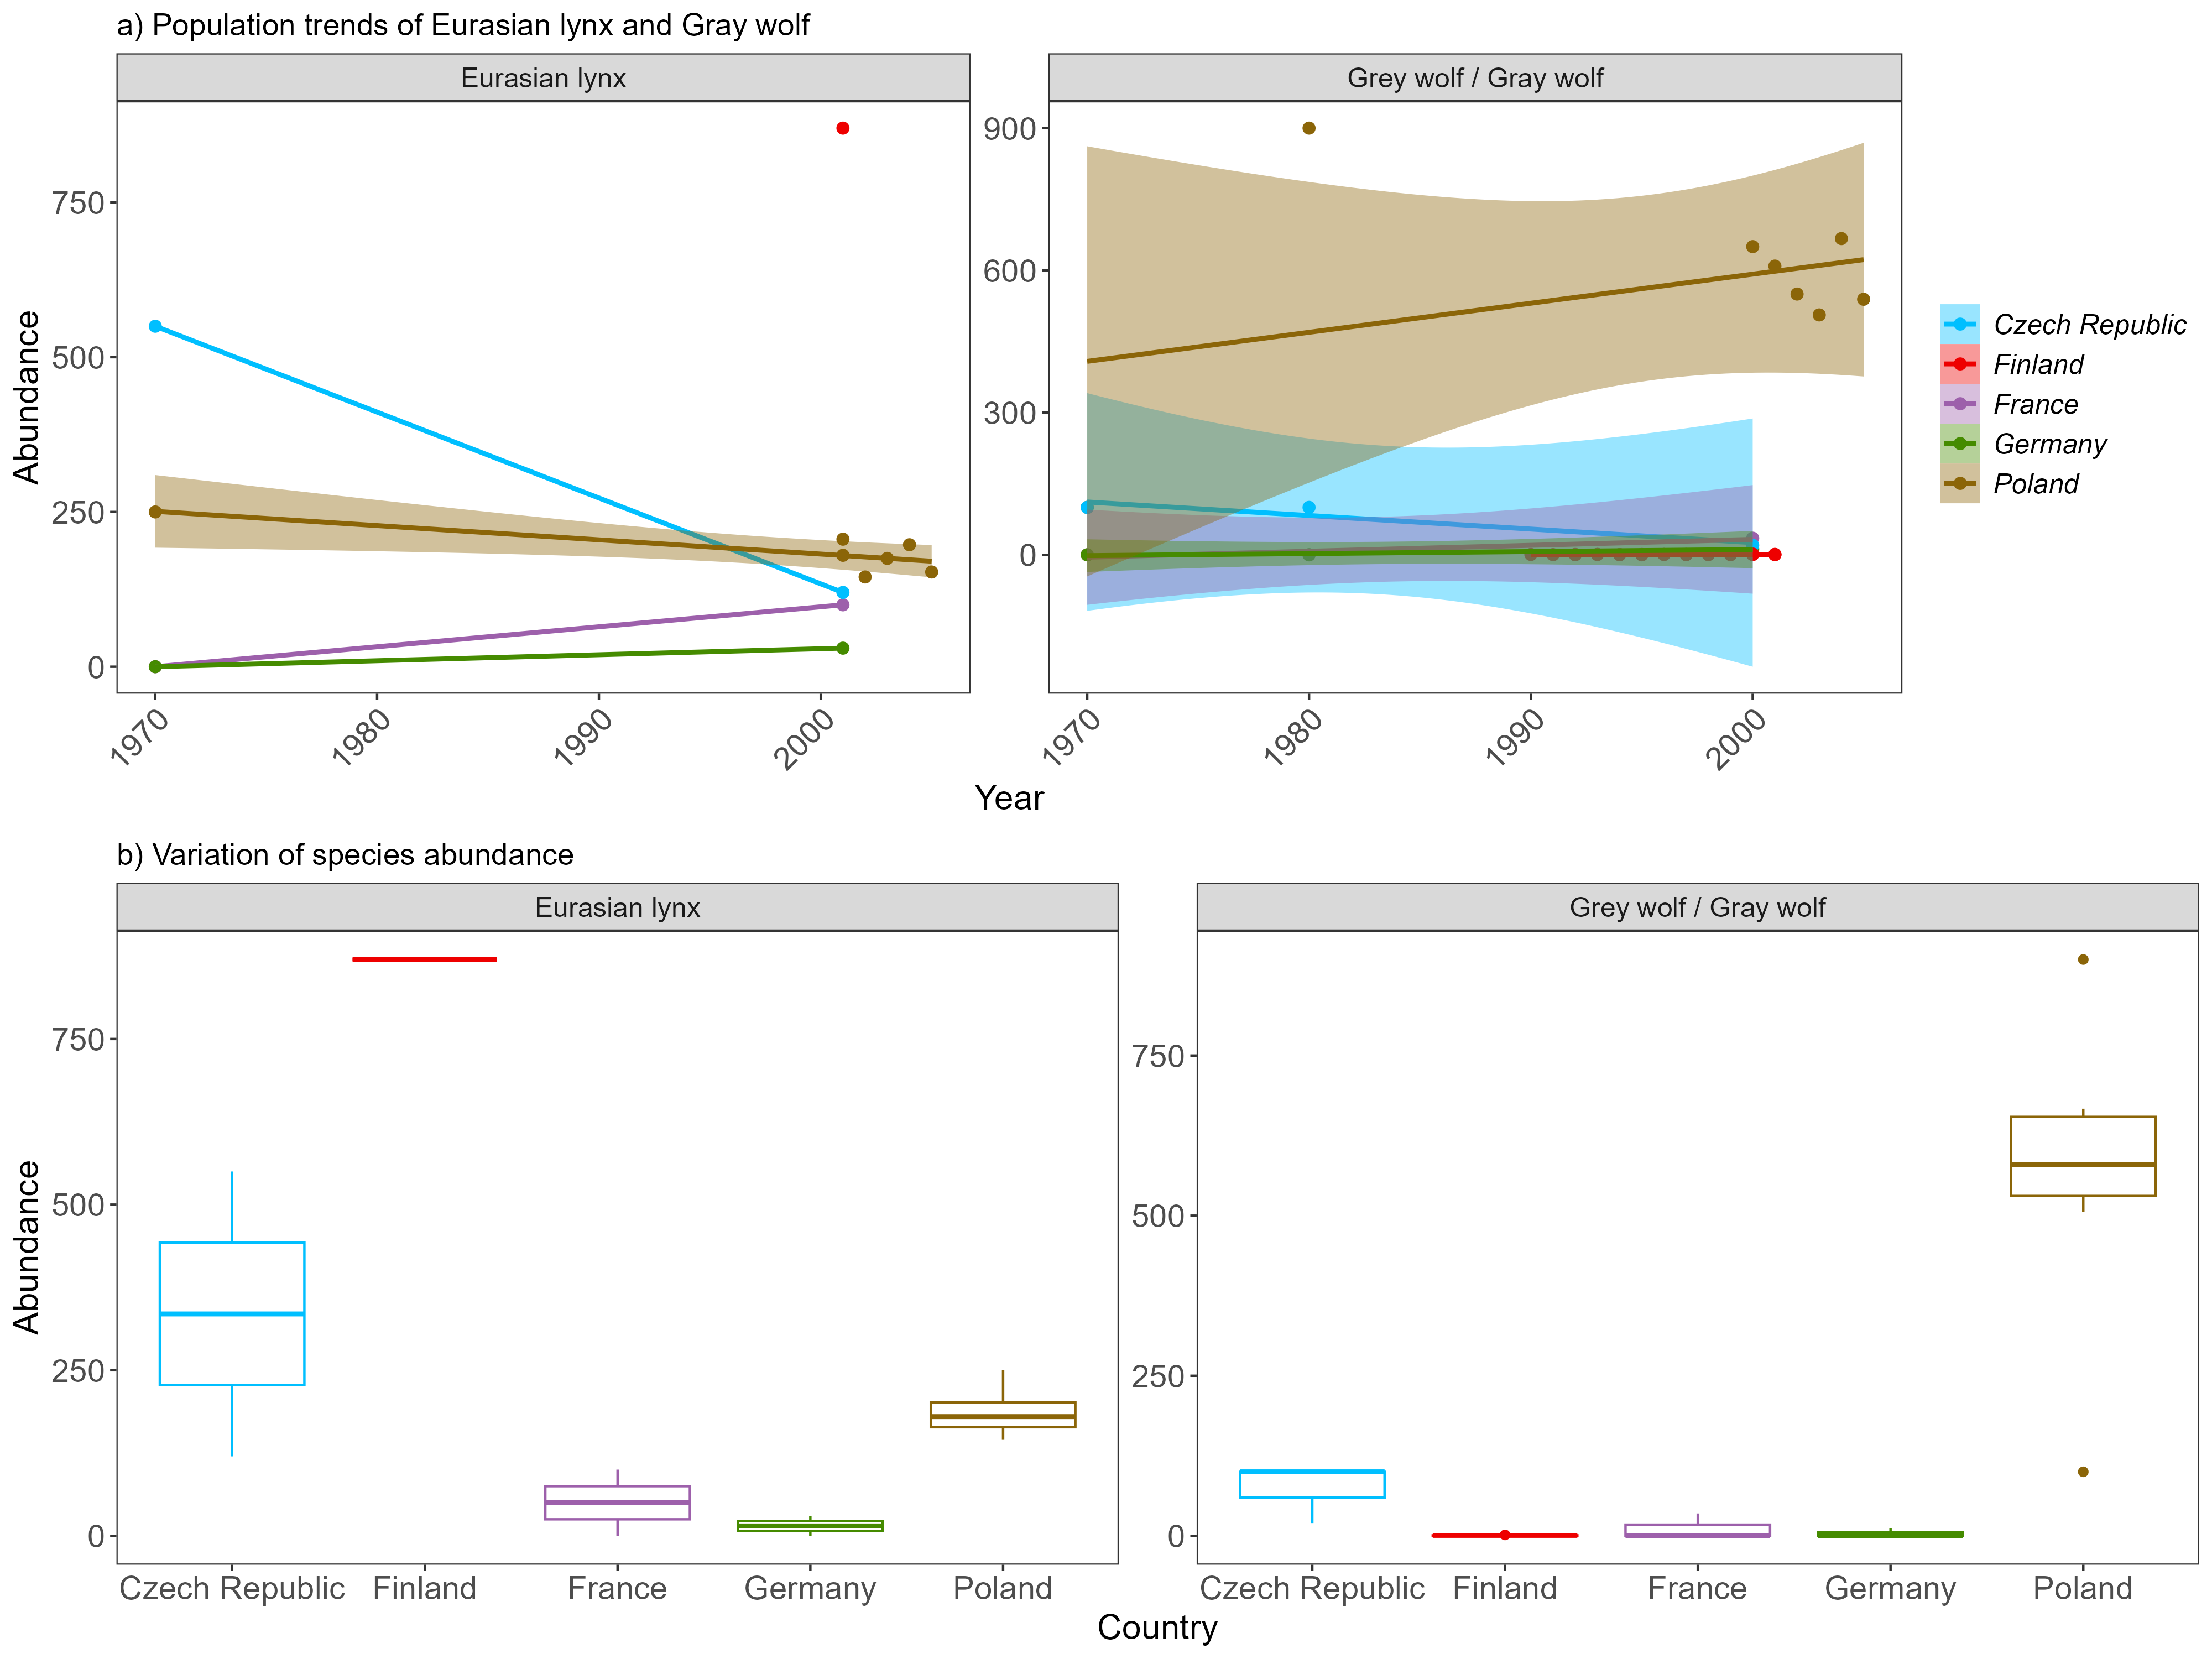 a) Population trends of Eurasian lynx and Gray wolf
Eurasian lynx
Grey wolf / Gray wolf
Abundance
750
500
250
0
900
600
300
0
1970
1980
1990
2000
1970
1980
1990
2000
Year
Czech Republic
Finland
France
Germany
Poland
b) Variation of species abundance
Eurasian lynx
Grey wolf / Gray wolf
Abundance
750
500
250
0
750
500
250
0
Czech Republic
Finland
France
Germany
Poland
Czech Republic
Finland
France
Germany
Poland
Country